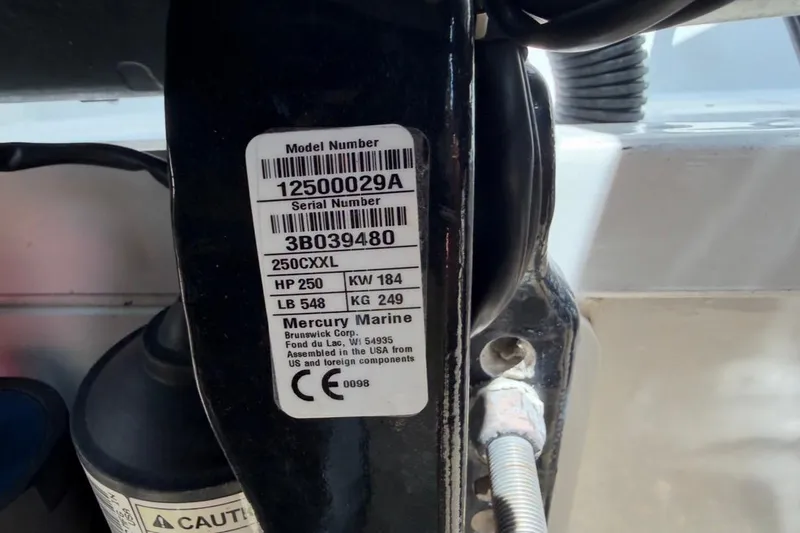 Model Number
12500029A
Serial Number
3B039480
250CXXL
HP 250 KW 184
LB 548 KG 249
Mercury Marine
Brunswick Corp.
Fond du Lac, WI 54935
Assembled in the USA from
US and foreign components
CE 0098